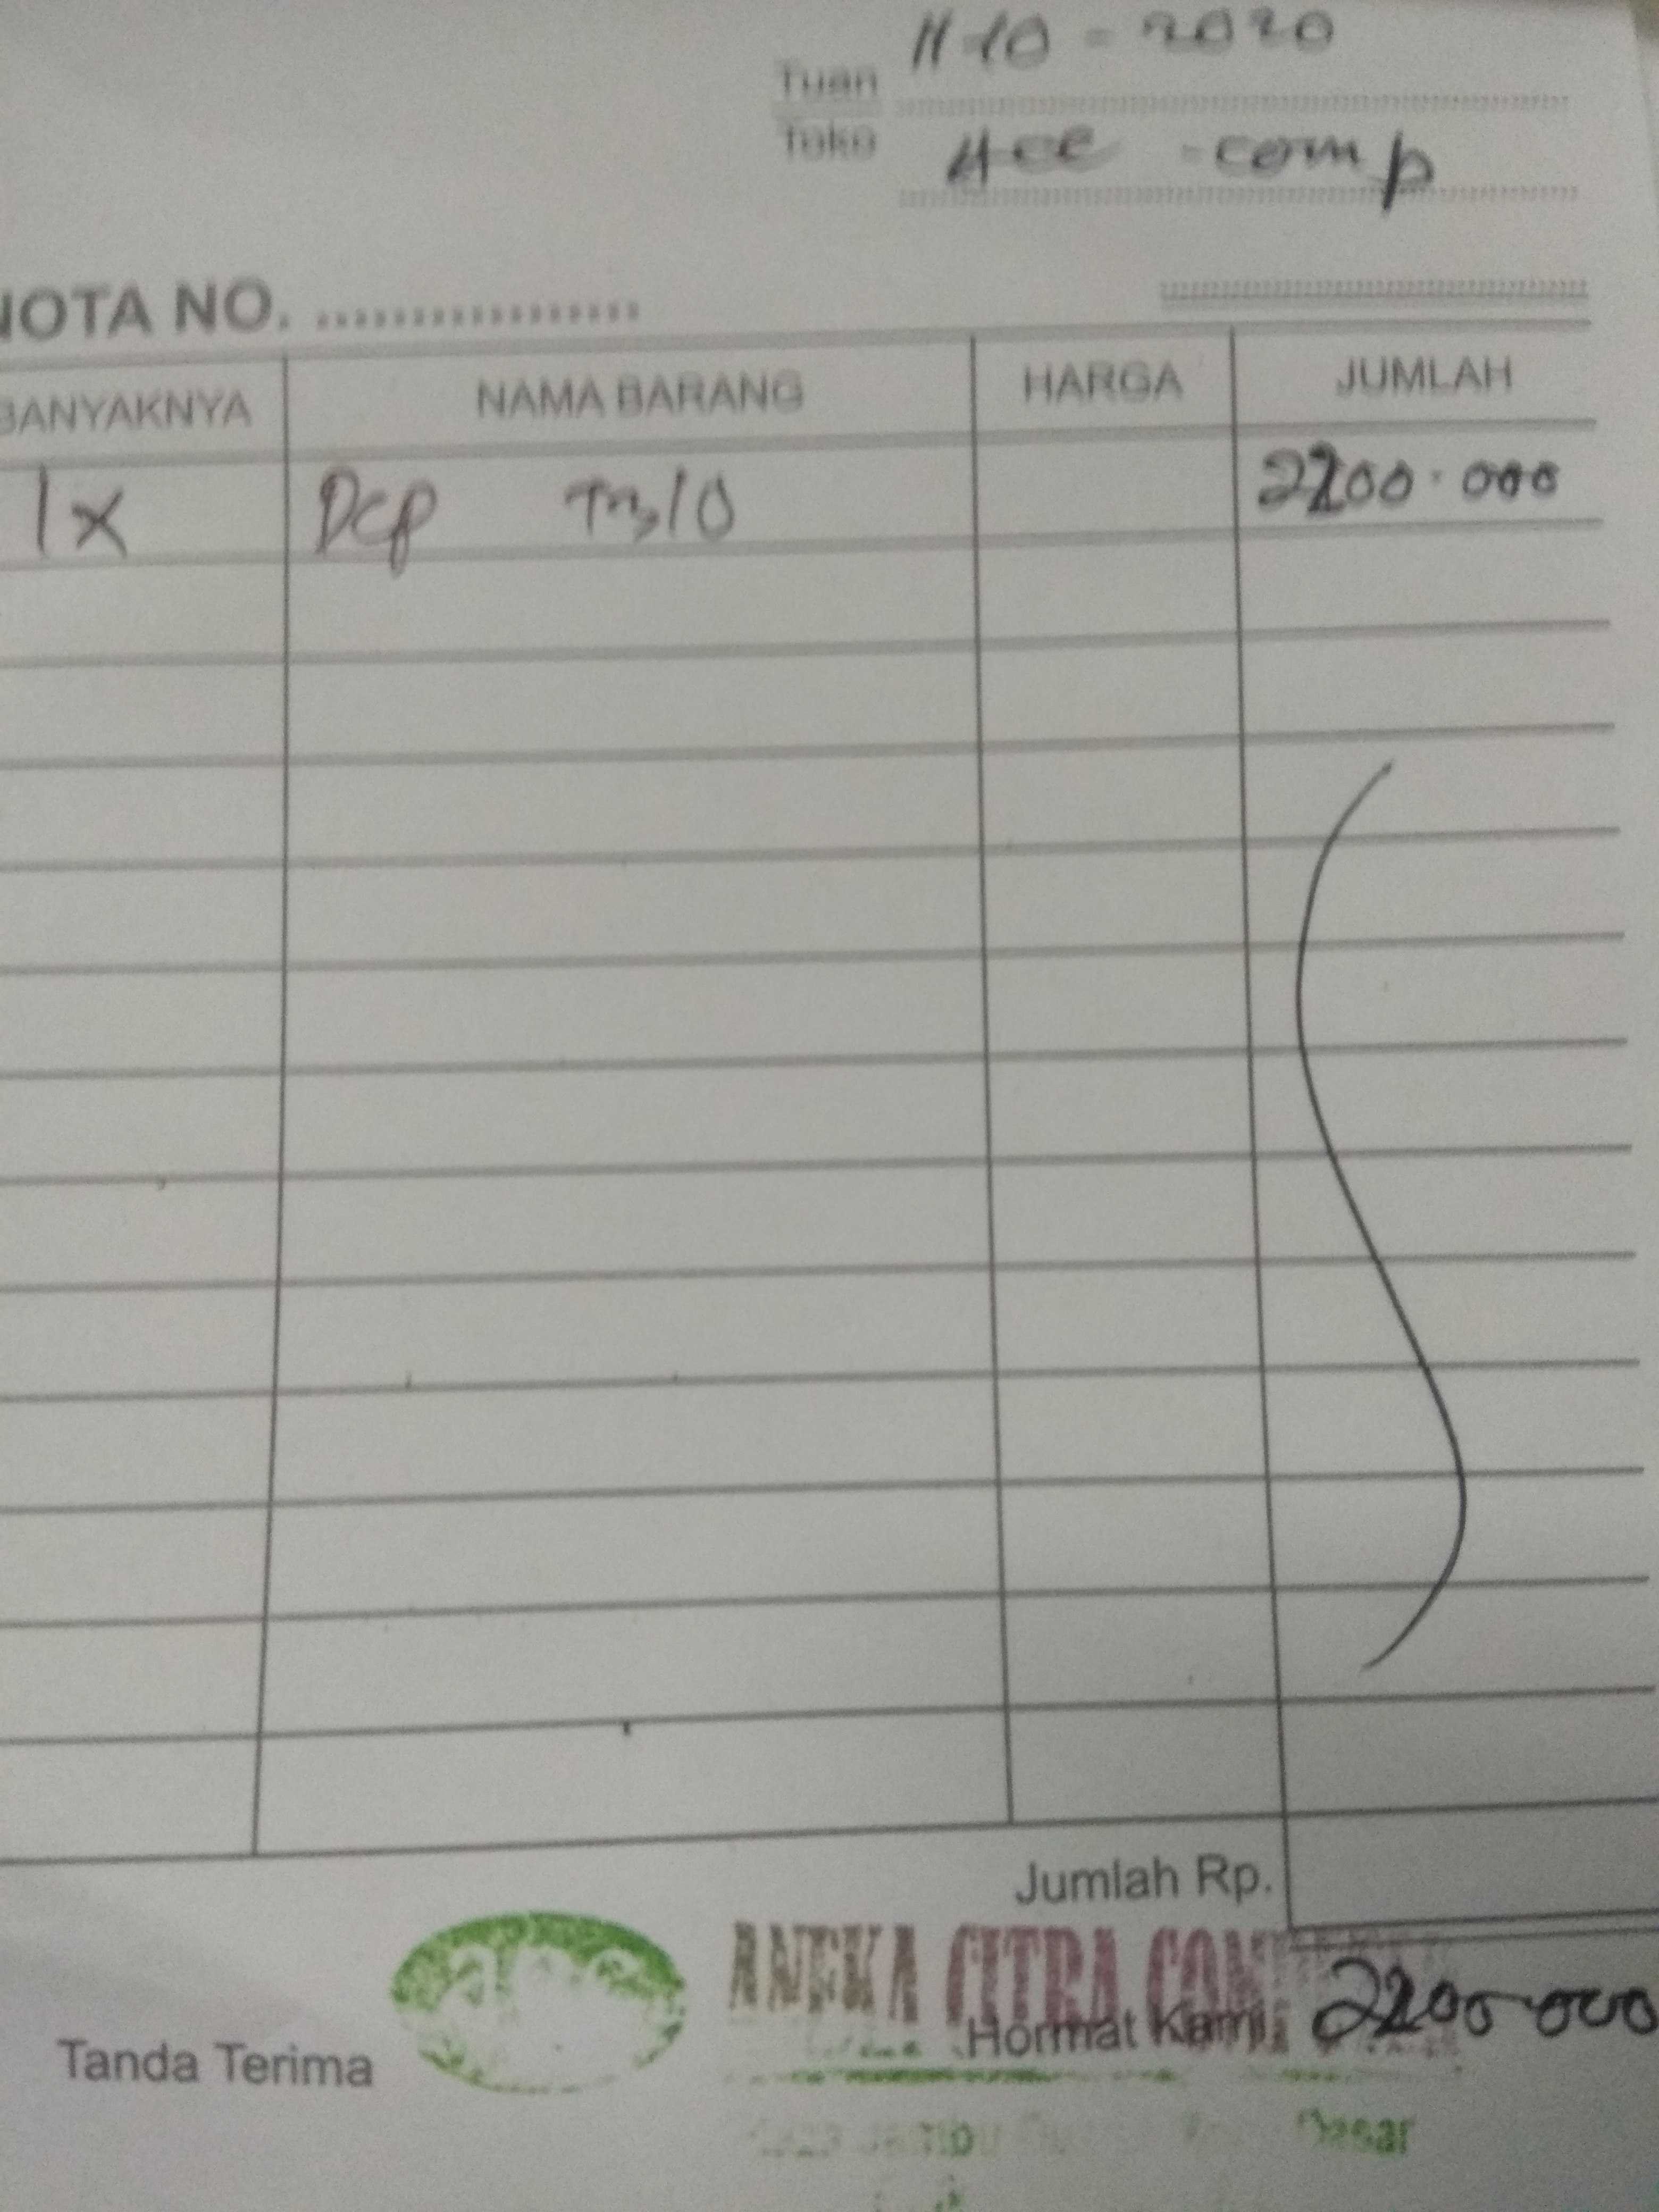 11-10-2020
Tuan
Toko Acc comp
NOTA NO. ..................
BANYAKNYA NAMA BARANG HARGA JUMLAH
1x Dcp 2200.000
Jumlah Rp.
ANEKA CITRA COM
Tanda Terima Hormat Kami, 2200.000